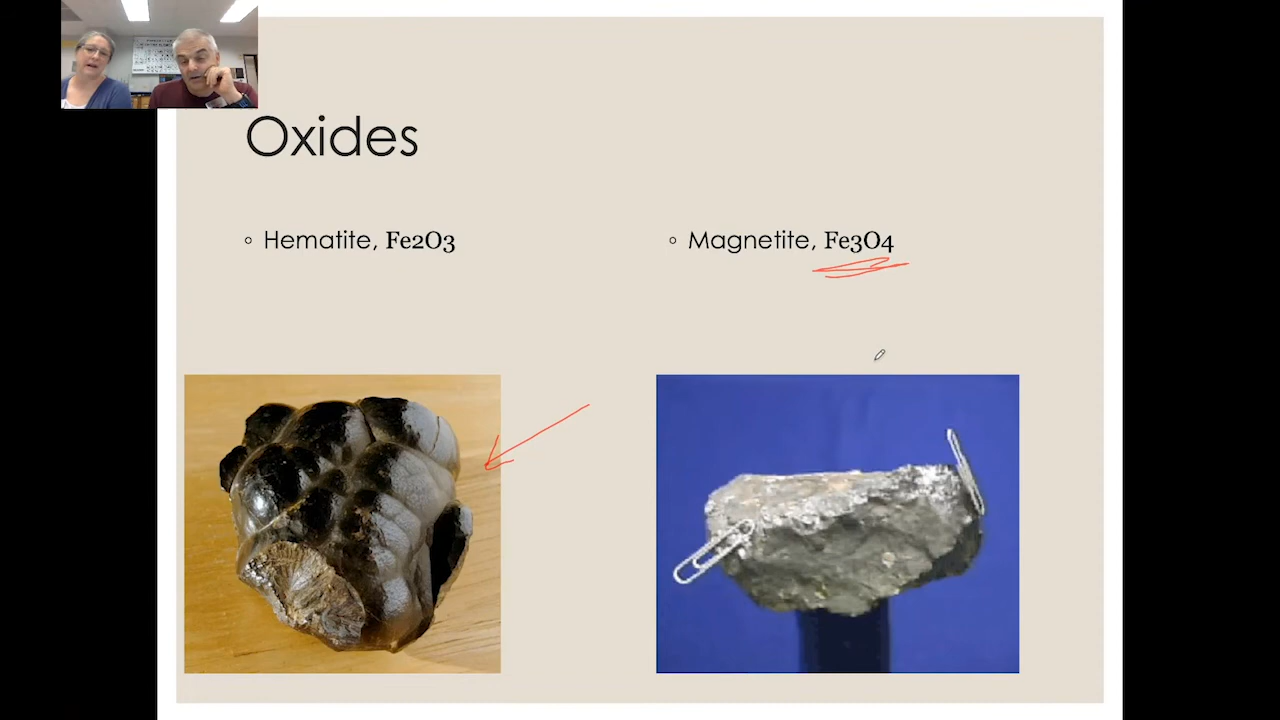 Oxides
◦ Hematite, Fe2O3
◦ Magnetite, Fe3O4